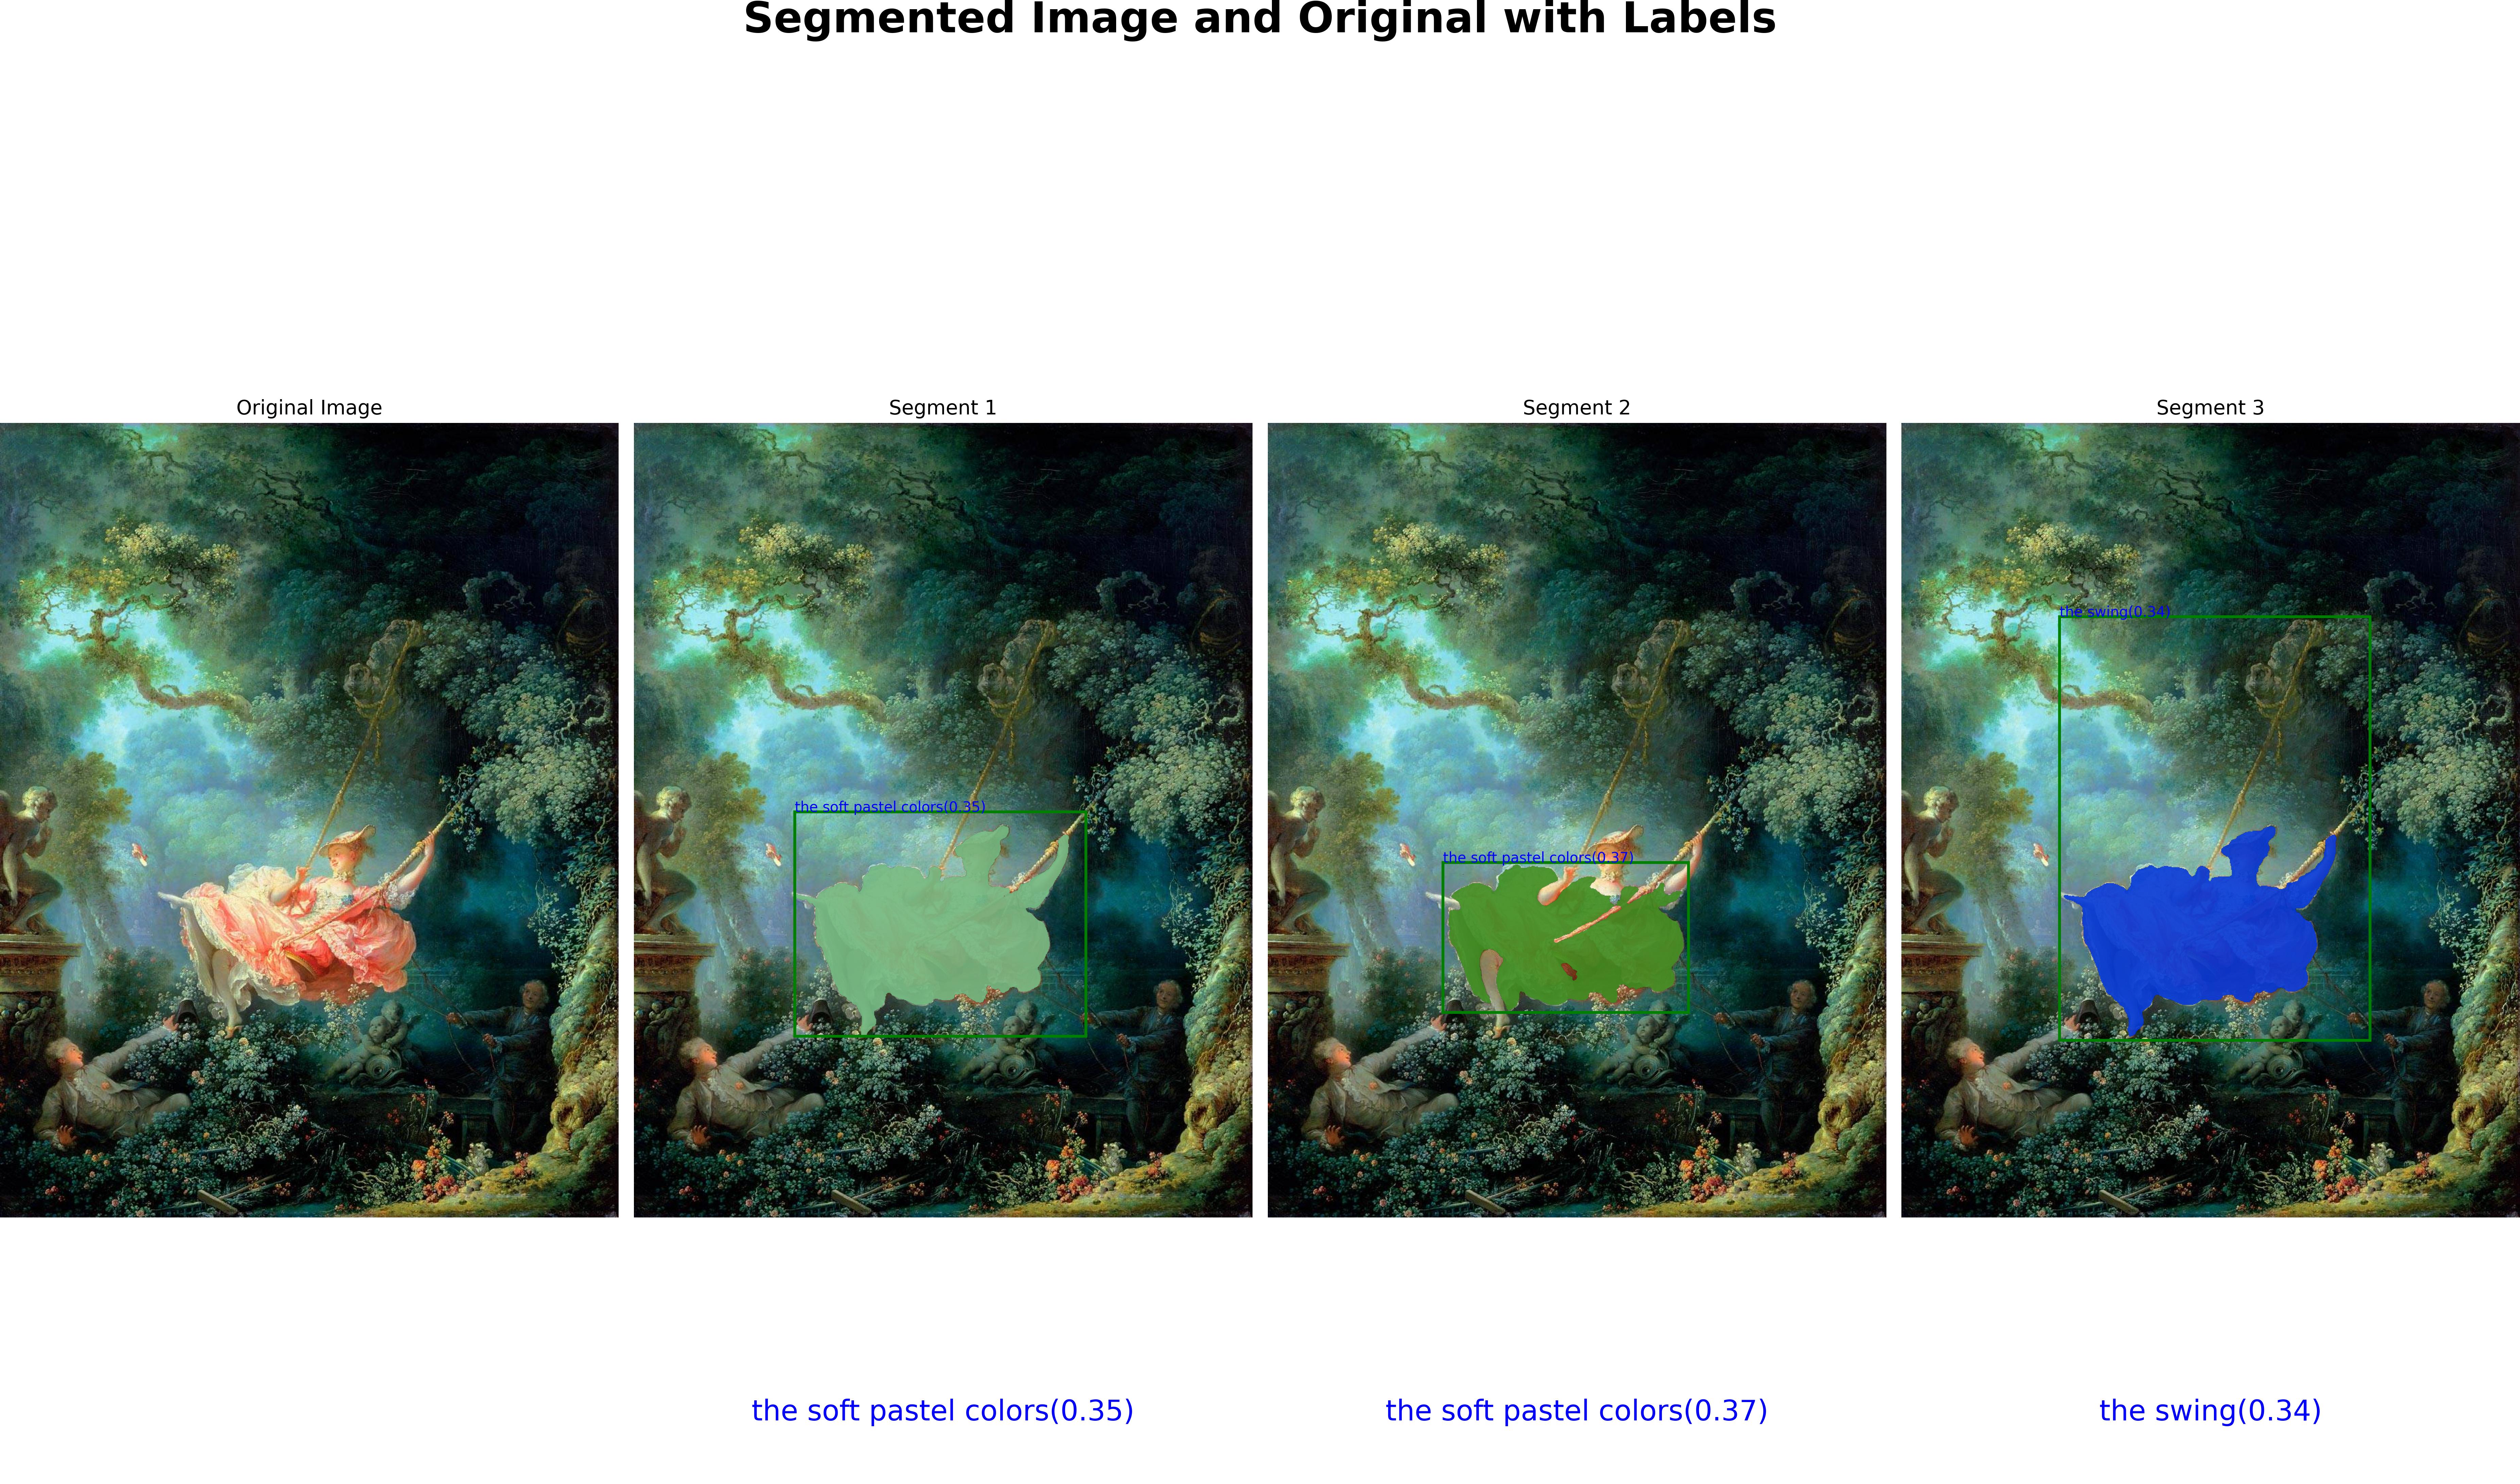 Segmented Image and Original with Labels
Original Image
Segment 1
Segment 2
Segment 3
the swing(0.34)
the soft pastel colors(0.35)
the soft pastel colors(0.37)
the soft pastel colors(0.35)
the soft pastel colors(0.37)
the swing(0.34)